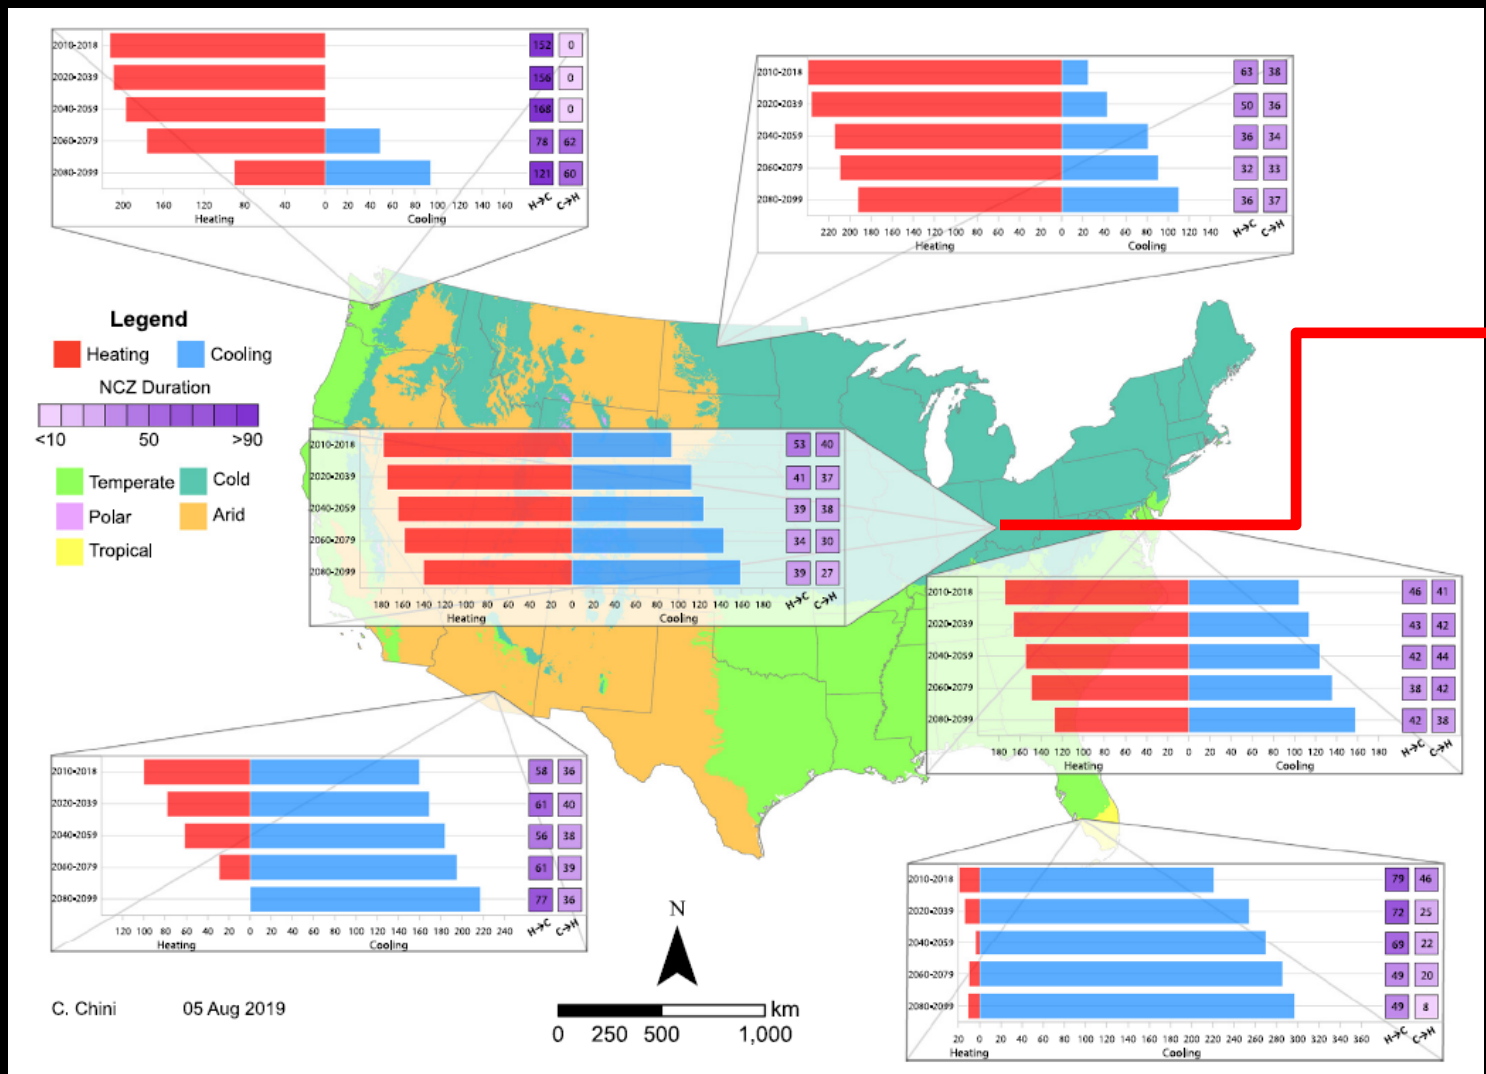 2010-2018 152 0
2020-2039 156 0
2040-2059 168 0
2060-2079 78 62
2080-2099 121 60
200 160 120 80 40 0 20 40 60 80 100 120 140 160 H→C C→H
Heating Cooling
2010-2018 63 38
2020-2039 50 36
2040-2059 36 34
2060-2079 32 33
2080-2099 36 37
220 200 180 160 140 120 100 80 60 40 20 0 20 40 60 80 100 120 140 H→C C→H
Heating Cooling
Legend
Heating Cooling
NCZ Duration
<10 50 >90
Temperate Cold
Polar Arid
Tropical
2010-2018 53 40
2020-2039 41 37
2040-2059 39 38
2060-2079 34 30
2080-2099 39 27
180 160 140 120 100 80 60 40 20 0 20 40 60 80 100 120 140 160 180 H→C C→H
Heating Cooling
2010-2018 46 41
2020-2039 43 42
2040-2059 42 44
2060-2079 38 42
2080-2099 42 38
180 160 140 120 100 80 60 40 20 0 20 40 60 80 100 120 140 160 180 H→C C→H
Heating Cooling
2010-2018 58 36
2020-2039 61 40
2040-2059 56 38
2060-2079 61 39
2080-2099 77 36
120 100 80 60 40 20 0 20 40 60 80 100 120 140 160 180 200 220 240 H→C C→H
Heating Cooling
2010-2018 79 46
2020-2039 72 25
2040-2059 69 22
2060-2079 49 20
2080-2099 49 8
20 0 20 40 60 80 100 120 140 160 180 200 220 240 260 280 300 320 340 360 H→C C→H
Heating Cooling
N
C. Chini 05 Aug 2019
km
0 250 500 1,000